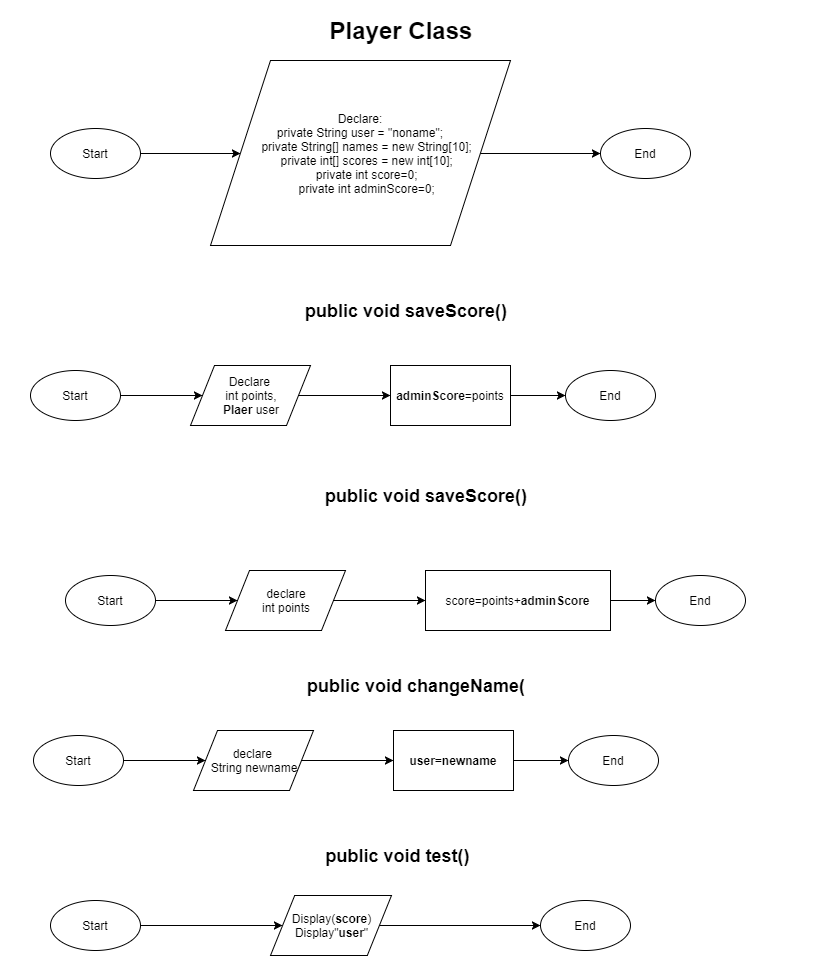 Player Class
Start
Declare:
private String user = "noname";
private String[] names = new String[10];
private int[] scores = new int[10];
private int score=0;
private int adminScore=0;
End
public void saveScore()
Start
Declare
int points,
Plaer user
adminScore=points
End
public void saveScore()
Start
declare
int points
score=points+adminScore
End
public void changeName(
Start
declare
String newname
user=newname
End
public void test()
Start
Display(score)
Display"user"
End